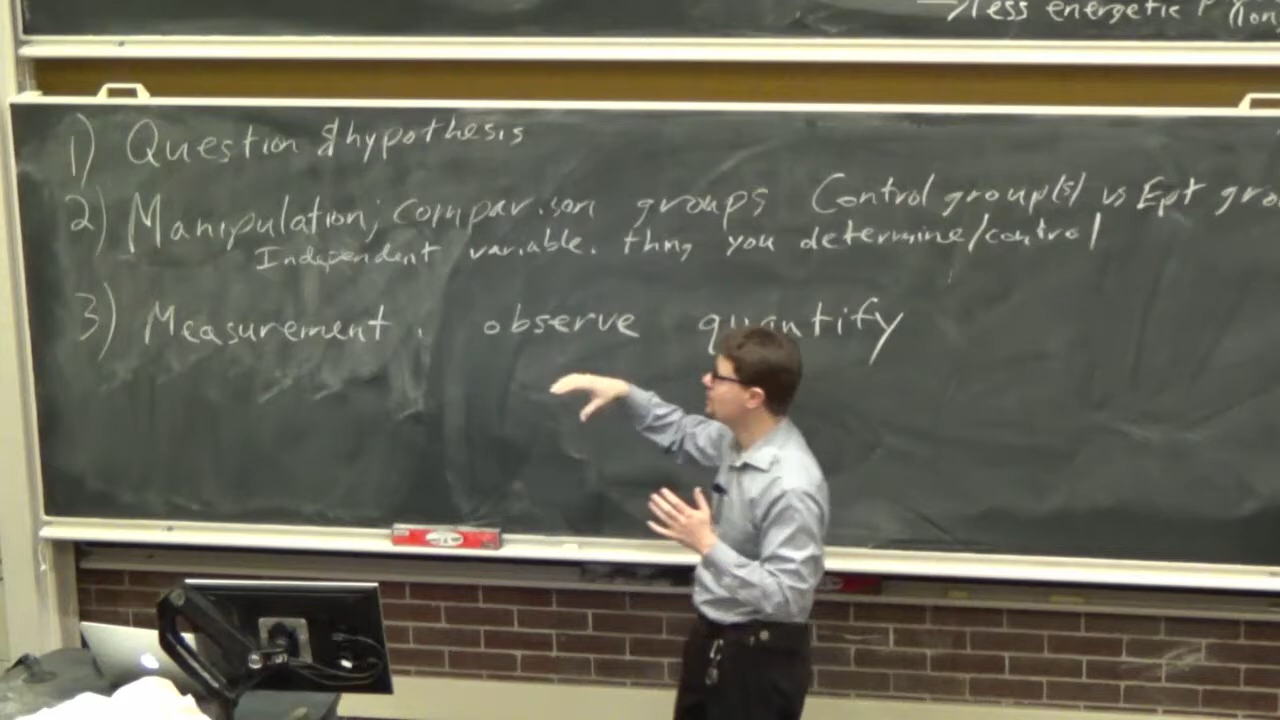 less energetic
1) Question & hypothesis
2) Manipulation; comparison groups Control group(s) vs Ept gro
Independent variable. thing you determine/control
3) Measurement. observe quantify